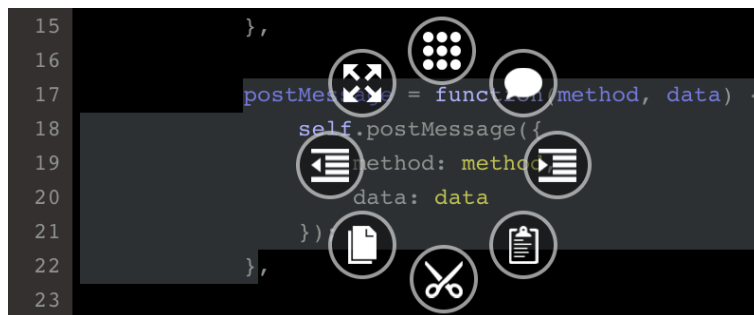 15 },
16
17 postMessage = function(method, data) {
18 self.postMessage({
19 method: method,
20 data: data
21 });
22 },
23